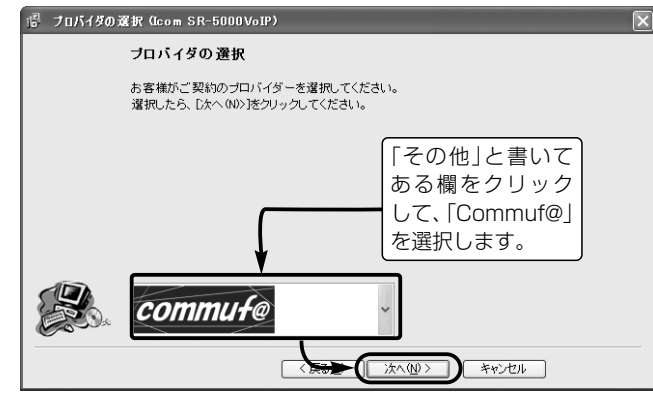 プロバイダの選択 (Icom SR-5000VoIP)
プロバイダの選択
お客様がご契約のプロバイダーを選択してください。
選択したら、[次へ(N)>]をクリックしてください。
「その他」と書いて
ある欄をクリック
して、「Commuf@」
を選択します。
commuf@
< 戻る 次へ(N) > キャンセル